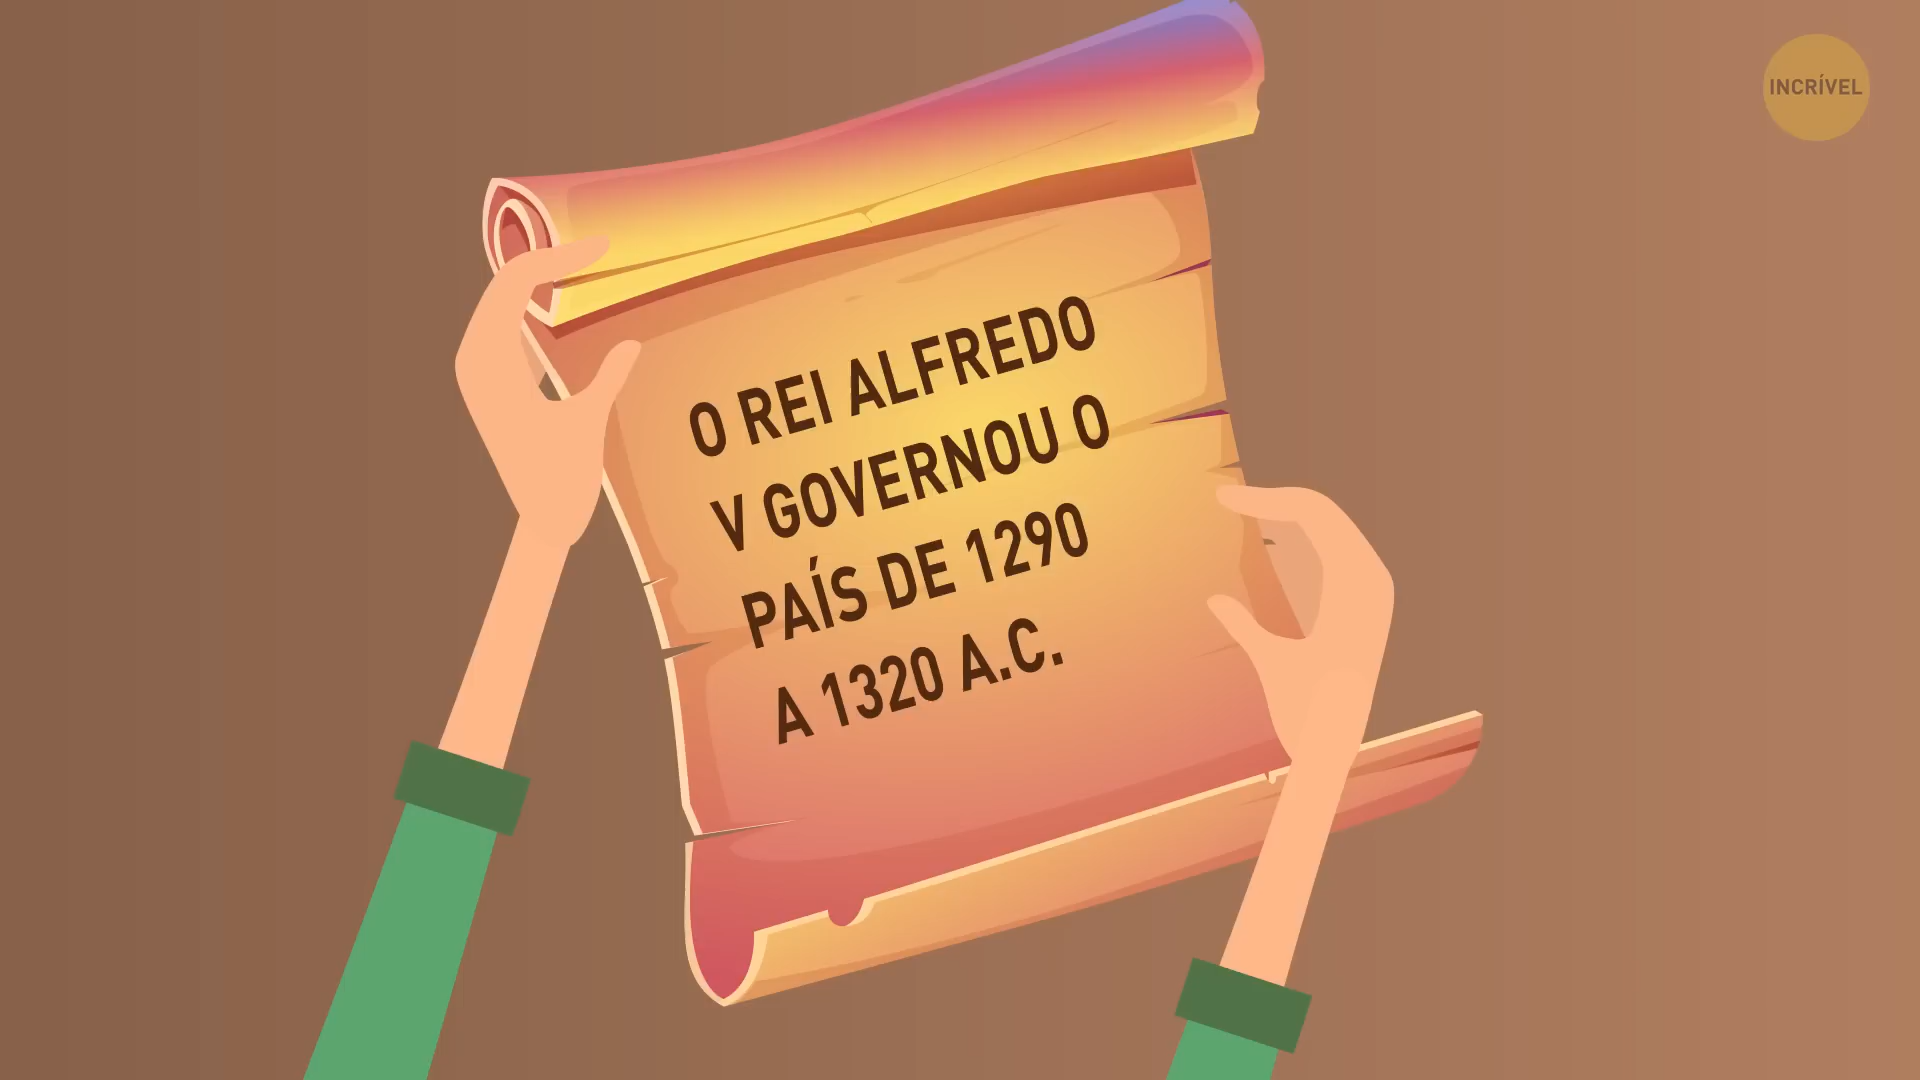 INCRÍVEL
O REI ALFREDO
V GOVERNOU O
PAÍS DE 1290
A 1320 A.C.